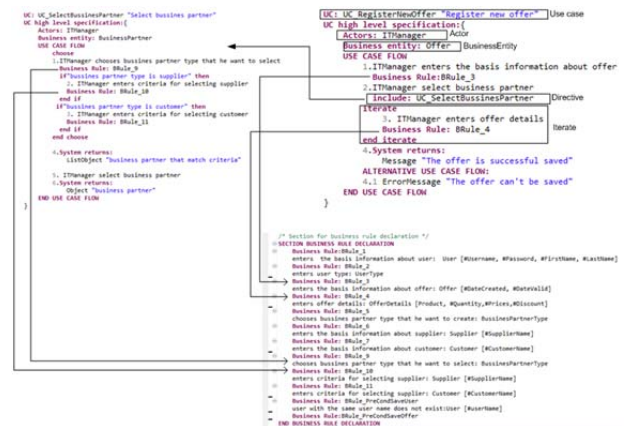 UC: UC_SelectBussinesPartner "Select bussines partner"
UC high level specification:{
Actors: ITManager
Business entity: BusinessPartner
USE CASE FLOW
choose
1.ITManager chooses bussines partner type that he want to select
Business Rule: BRule_9
if"bussines partner type is supplier" then
2. ITManager enters criteria for selecting supplier
Business Rule: BRule_10
end if
if"bussines partner type is customer" then
3. ITManager enters criteria for selecting customer
Business Rule: BRule_11
end if
end choose
4.System returns:
ListObject "business partner that match criteria"
5. ITManager select business partner
6.System returns:
Object "business partner"
END USE CASE FLOW
}
UC: UC_RegisterNewOffer "Register new offer"
Use case
UC high level specification:{
Actors: ITManager
Actor
Business entity: Offer
BusinessEntity
USE CASE FLOW
1.ITManager enters the basis information about offer
Business Rule:BRule_3
2.ITManager select business partner
include: UC_SelectBussinesPartner
Directive
iterate
3. ITManager enters offer details
Business Rule: BRule_4
Iterate
end iterate
4.System returns:
Message "The offer is successful saved"
ALTERNATIVE USE CASE FLOW:
4.1 ErrorMessage "The offer can't be saved"
END USE CASE FLOW
}
/* Section for business rule declaration */
SECTION BUSINESS RULE DECLARATION
Business Rule:BRule_1
enters the basis information about user: User [#Username, #Password, #FirstName, #LastName]
Business Rule: BRule_2
enters user type: UserType
Business Rule: BRule_3
enters the basis information about offer: Offer [#DateCreated, #DateValid]
Business Rule: BRule_4
enters offer details: OfferDetails [Product, #Quantity,#Prices,#Discount]
Business Rule: BRule_5
chooses bussines partner type that he want to create: BussinesPartnerType
Business Rule: BRule_6
enters the basis information about supplier: Supplier [#SupplierName]
Business Rule: BRule_7
enters the basis information about customer: Customer [#CustomerName]
Business Rule: BRule_9
chooses bussines partner type that he want to select: BussinesPartnerType
Business Rule: BRule_10
enters criteria for selecting supplier: Supplier [#SupplierName]
Business Rule: BRule_11
enters criteria for selecting customer: Customer [#CustomerName]
Business Rule: BRule_PreCondSaveUser
user with the same user name does not exist:User [#userName]
Business Rule:BRule_PreCondSaveOffer
END BUSINESS RULE DECLARATION